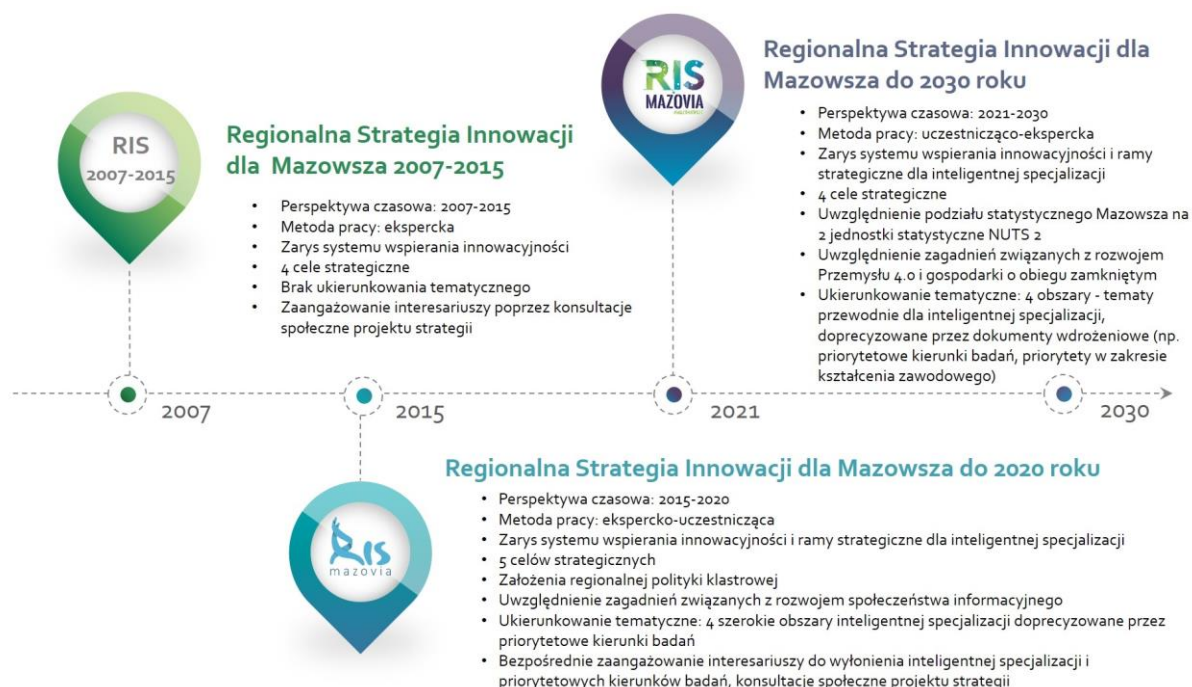 RIS
2007-2015
Regionalna Strategia Innowacji
dla Mazowsza 2007-2015
• Perspektywa czasowa: 2007-2015
• Metoda pracy: ekspercka
• Zarys systemu wspierania innowacyjności
• 4 cele strategiczne
• Brak ukierunkowania tematycznego
• Zaangażowanie interesariuszy poprzez konsultacje
społeczne projektu strategii
RIS
MAZOVIA
Regionalna Strategia Innowacji dla
Mazowsza do 2030 roku
• Perspektywa czasowa: 2021-2030
• Metoda pracy: uczestnicząco-ekspercka
• Zarys systemu wspierania innowacyjności i ramy
strategiczne dla inteligentnej specjalizacji
• 4 cele strategiczne
• Uwzględnienie podziału statystycznego Mazowsza na
2 jednostki statystyczne NUTS 2
• Uwzględnienie zagadnień związanych z rozwojem
Przemysłu 4.0 i gospodarki o obiegu zamkniętym
• Ukierunkowanie tematyczne: 4 obszary - tematy
przewodnie dla inteligentnej specjalizacji,
doprecyzowane przez dokumenty wdrożeniowe (np.
priorytetowe kierunki badań, priorytety w zakresie
kształcenia zawodowego)
2007
2015
2021
2030
RIS
mazovia
Regionalna Strategia Innowacji dla Mazowsza do 2020 roku
• Perspektywa czasowa: 2015-2020
• Metoda pracy: ekspercko-uczestnicząca
• Zarys systemu wspierania innowacyjności i ramy strategiczne dla inteligentnej specjalizacji
• 5 celów strategicznych
• Założenia regionalnej polityki klastrowej
• Uwzględnienie zagadnień związanych z rozwojem społeczeństwa informacyjnego
• Ukierunkowanie tematyczne: 4 szerokie obszary inteligentnej specjalizacji doprecyzowane przez
priorytetowe kierunki badań
• Bezpośrednie zaangażowanie interesariuszy do wyłonienia inteligentnej specjalizacji i
priorytetowych kierunków badań, konsultacje społeczne projektu strategii